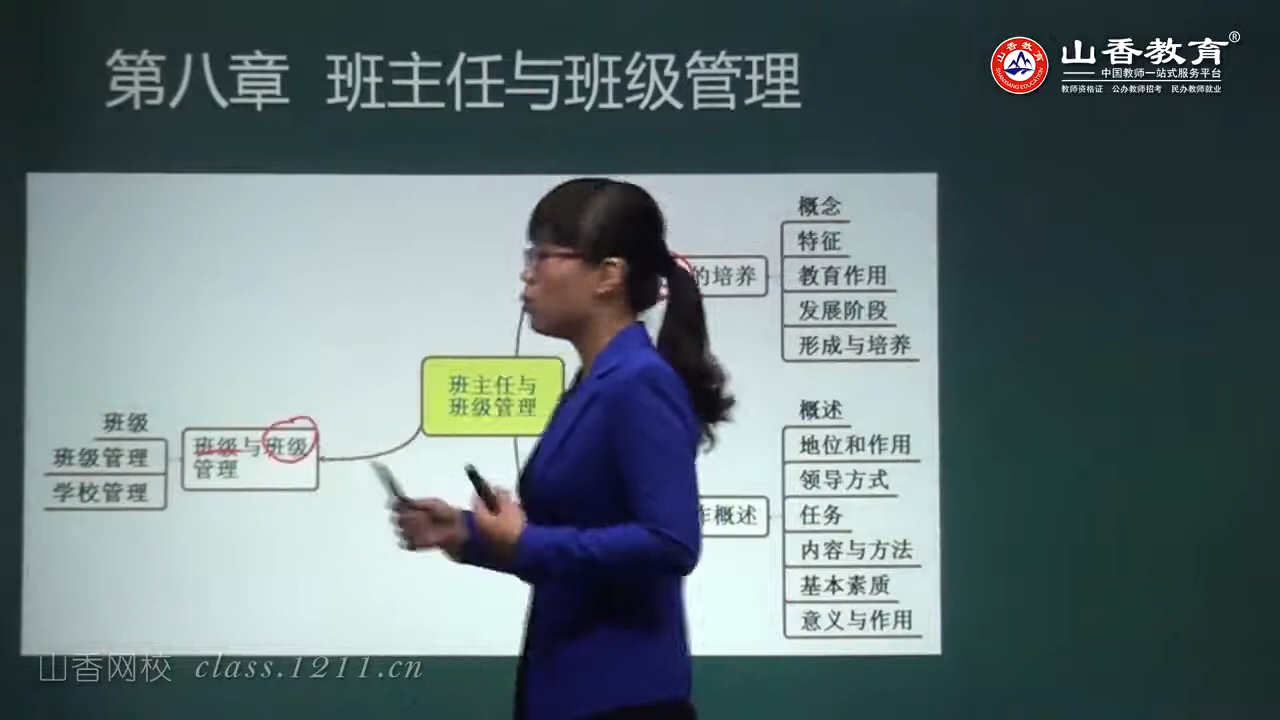 第八章 班主任与班级管理
山香教育®
中国教师一站式服务平台
教师资格证 公办教师招考 民办教师就业
山香教育
SHANXIANG EDUCATION
概念
特征
的培养
教育作用
发展阶段
形成与培养
班主任与
班级管理
班级
班级管理
学校管理
班级与班级
管理
概述
地位和作用
领导方式
作概述
任务
内容与方法
基本素质
意义与作用
山香网校 class.1211.cn